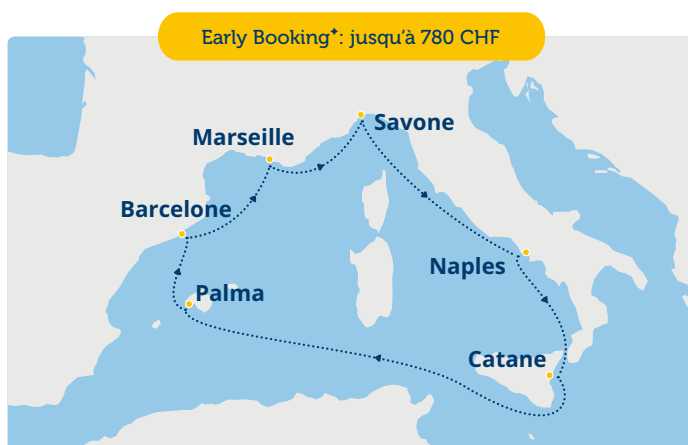 Early Booking✦: jusqu'à 780 CHF
Savone
Marseille
Barcelone
Naples
Palma
Catane